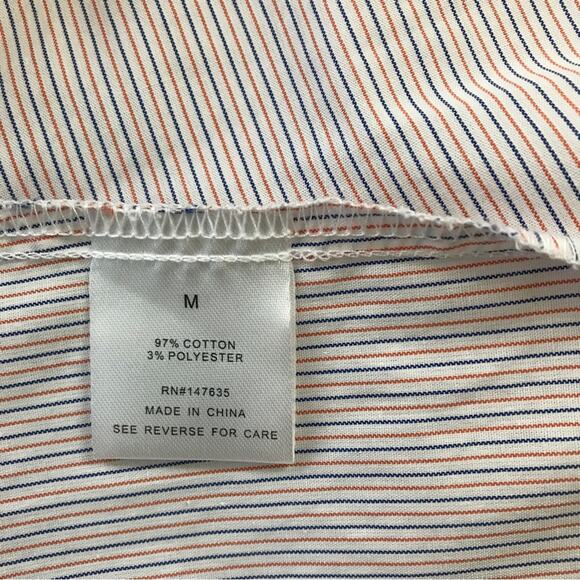 M
97% COTTON
3% POLYESTER
RN#147635
MADE IN CHINA
SEE REVERSE FOR CARE